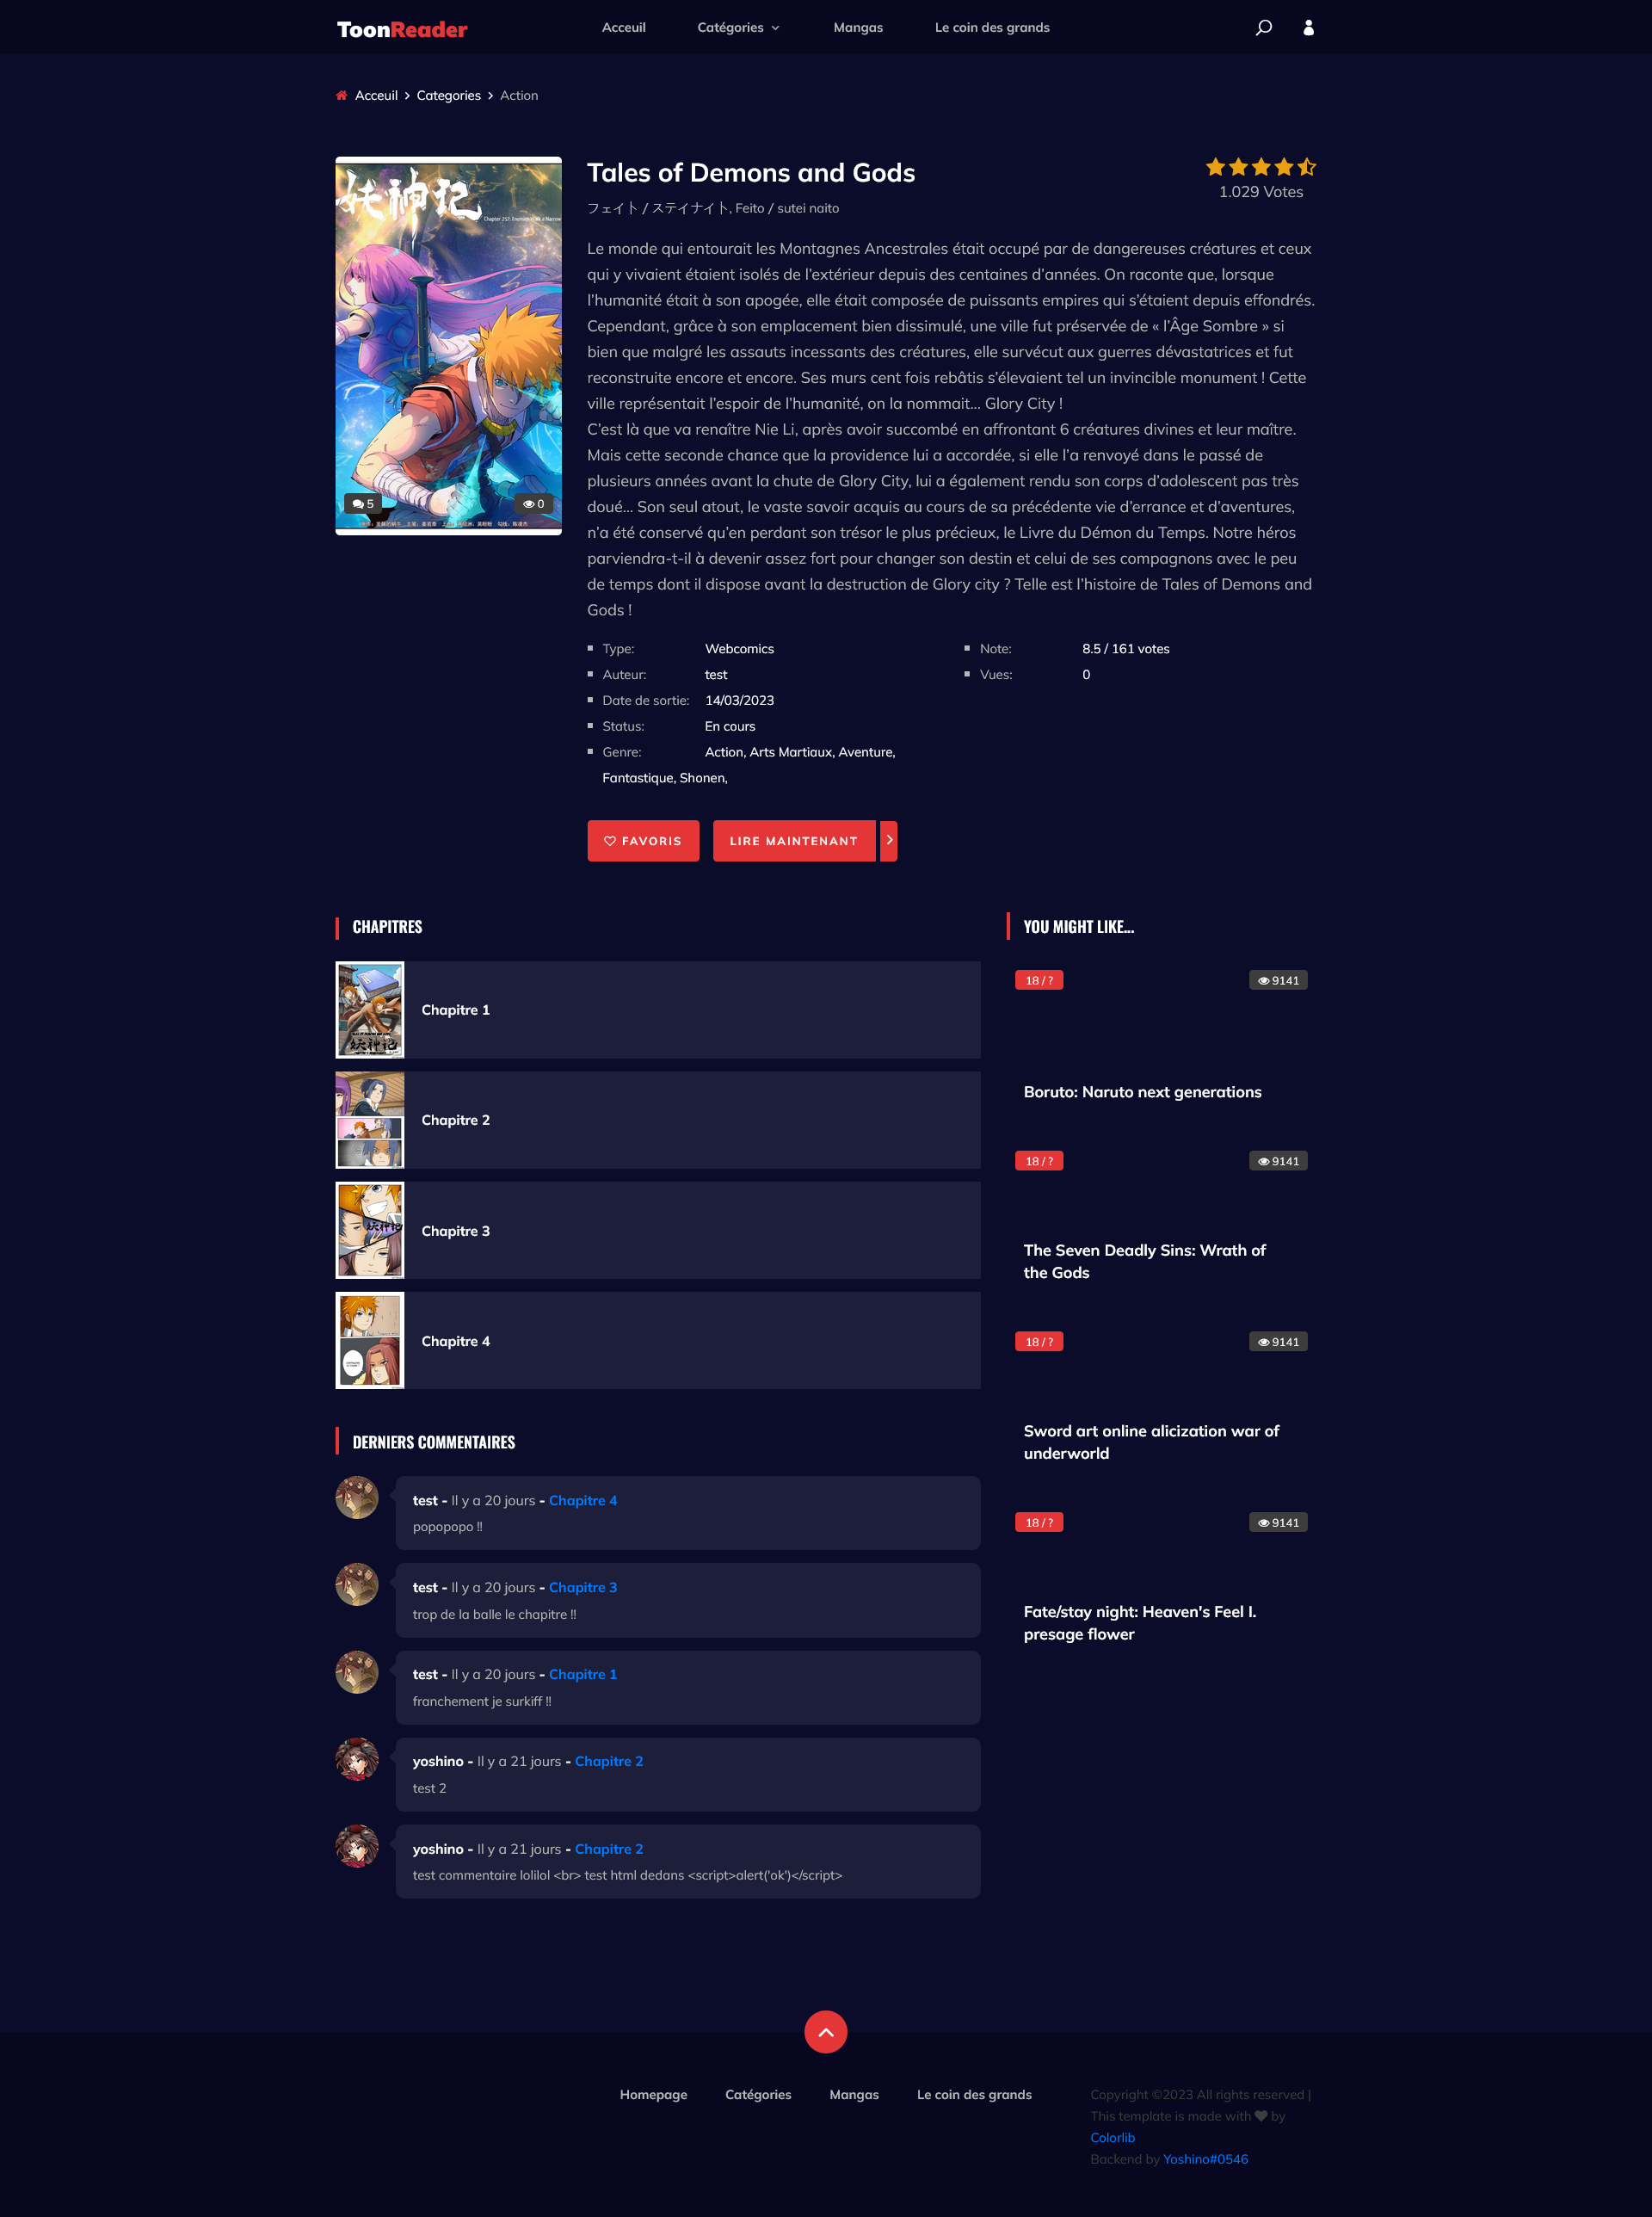 ToonReader
Acceuil
Catégories
Mangas
Le coin des grands
Acceuil
Categories
Action
妖神记
Tales of Demons and Gods
1.029 Votes
フェイト / ステイナイト, Feito / sutei naito
Le monde qui entourait les Montagnes Ancestrales était occupé par de dangereuses créatures et ceux
qui y vivaient étaient isolés de l’extérieur depuis des centaines d’années. On raconte que, lorsque
l’humanité était à son apogée, elle était composée de puissants empires qui s’étaient depuis effondrés.
Cependant, grâce à son emplacement bien dissimulé, une ville fut préservée de « l’Âge Sombre » si
bien que malgré les assauts incessants des créatures, elle survécut aux guerres dévastatrices et fut
reconstruite encore et encore. Ses murs cent fois rebâtis s’élevaient tel un invincible monument ! Cette
ville représentait l’espoir de l’humanité, on la nommait… Glory City !
C’est là que va renaître Nie Li, après avoir succombé en affrontant 6 créatures divines et leur maître.
Mais cette seconde chance que la providence lui a accordée, si elle l’a renvoyé dans le passé de
plusieurs années avant la chute de Glory City, lui a également rendu son corps d’adolescent pas très
doué… Son seul atout, le vaste savoir acquis au cours de sa précédente vie d’errance et d’aventures,
n’a été conservé qu’en perdant son trésor le plus précieux, le Livre du Démon du Temps. Notre héros
parviendra-t-il à devenir assez fort pour changer son destin et celui de ses compagnons avec le peu
de temps dont il dispose avant la destruction de Glory city ? Telle est l’histoire de Tales of Demons and
Gods !
5
0
Type: Webcomics
Auteur: test
Date de sortie: 14/03/2023
Status: En cours
Genre: Action, Arts Martiaux, Aventure,
Fantastique, Shonen,
Note: 8.5 / 161 votes
Vues: 0
FAVORIS
LIRE MAINTENANT
CHAPITRES
妖神记
Chapitre 1
Chapitre 2
妖神记
Chapitre 3
Chapitre 4
DERNIERS COMMENTAIRES
test - Il y a 20 jours - Chapitre 4
popopopo !!
test - Il y a 20 jours - Chapitre 3
trop de la balle le chapitre !!
test - Il y a 20 jours - Chapitre 1
franchement je surkiff !!
yoshino - Il y a 21 jours - Chapitre 2
test 2
yoshino - Il y a 21 jours - Chapitre 2
test commentaire lolilol <br> test html dedans <script>alert('ok')</script>
YOU MIGHT LIKE...
18 / ?
9141
Boruto: Naruto next generations
18 / ?
9141
The Seven Deadly Sins: Wrath of
the Gods
18 / ?
9141
Sword art online alicization war of
underworld
18 / ?
9141
Fate/stay night: Heaven's Feel I.
presage flower
Homepage
Catégories
Mangas
Le coin des grands
Copyright ©2023 All rights reserved |
This template is made with by
Colorlib
Backend by Yoshino#0546